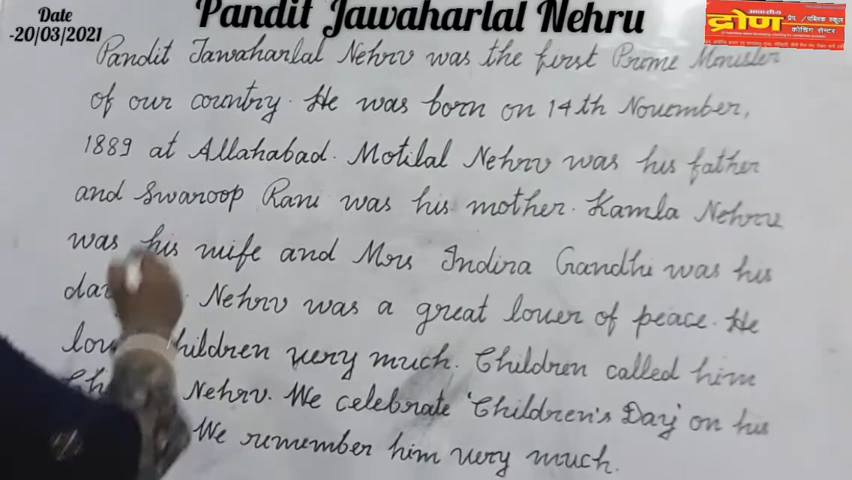 Date
-20/03/2021
Pandit Jawaharlal Nehru
द्रोण
कोचिंग सेन्टर
Pandit Jawaharlal Nehru was the first Prime Minister
of our country. He was born on 14th November,
1889 at Allahabad. Motilal Nehru was his father
and Swaroop Rani was his mother. Kamla Nehru
was his wife and Mrs Indira Gandhi was his
Nehru was a great lover of peace. He
children very much. Children called him
Nehru. We celebrate 'Children's Day' on his
We remember him very much.